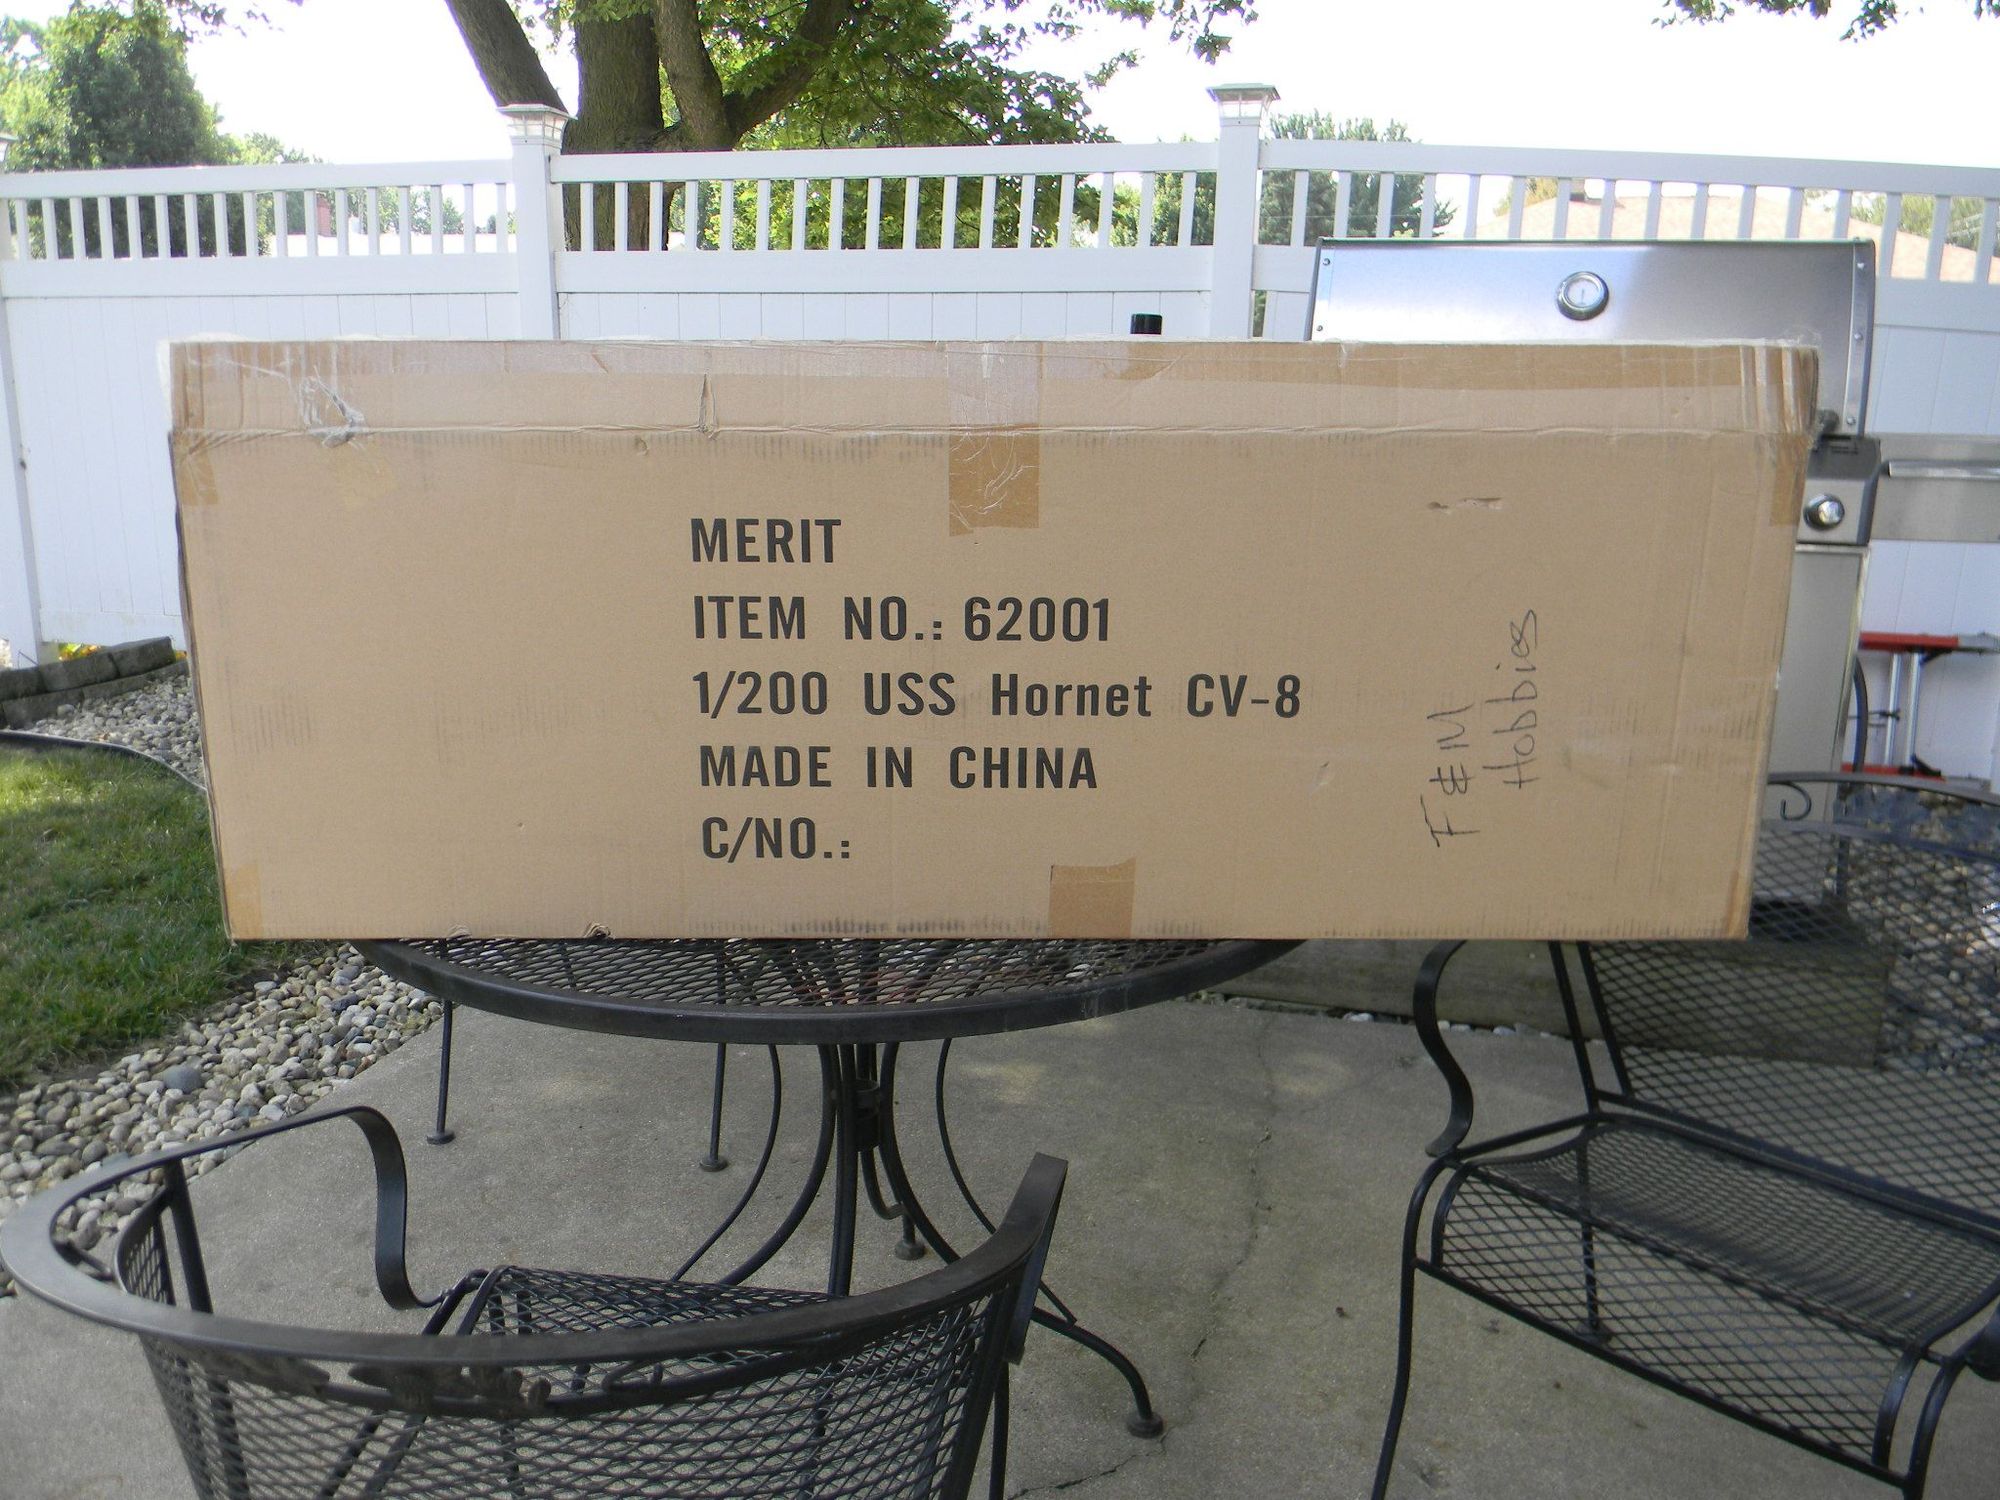 MERIT
ITEM NO.: 62001
1/200 USS Hornet CV-8
MADE IN CHINA
C/NO.:
F & M
Hobbies